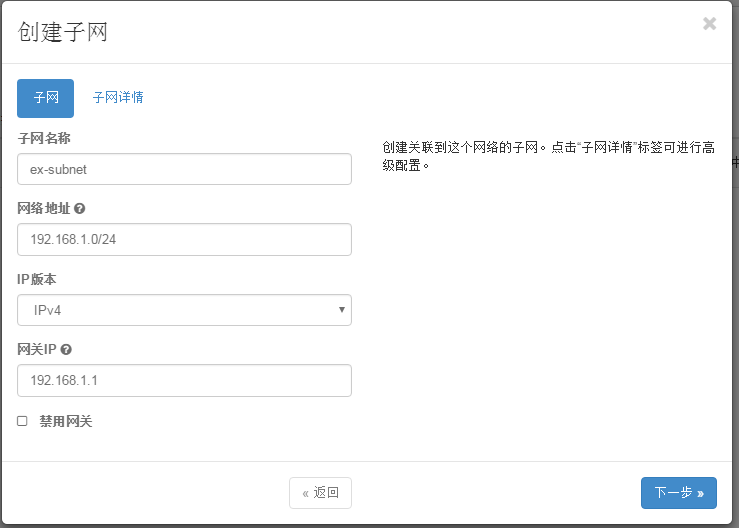 创建子网
×
子网 子网详情
子网名称
ex-subnet
创建关联到这个网络的子网。点击“子网详情”标签可进行高
级配置。
网络地址
192.168.1.0/24
IP版本
IPv4
网关IP
192.168.1.1
禁用网关
« 返回
下一步 »